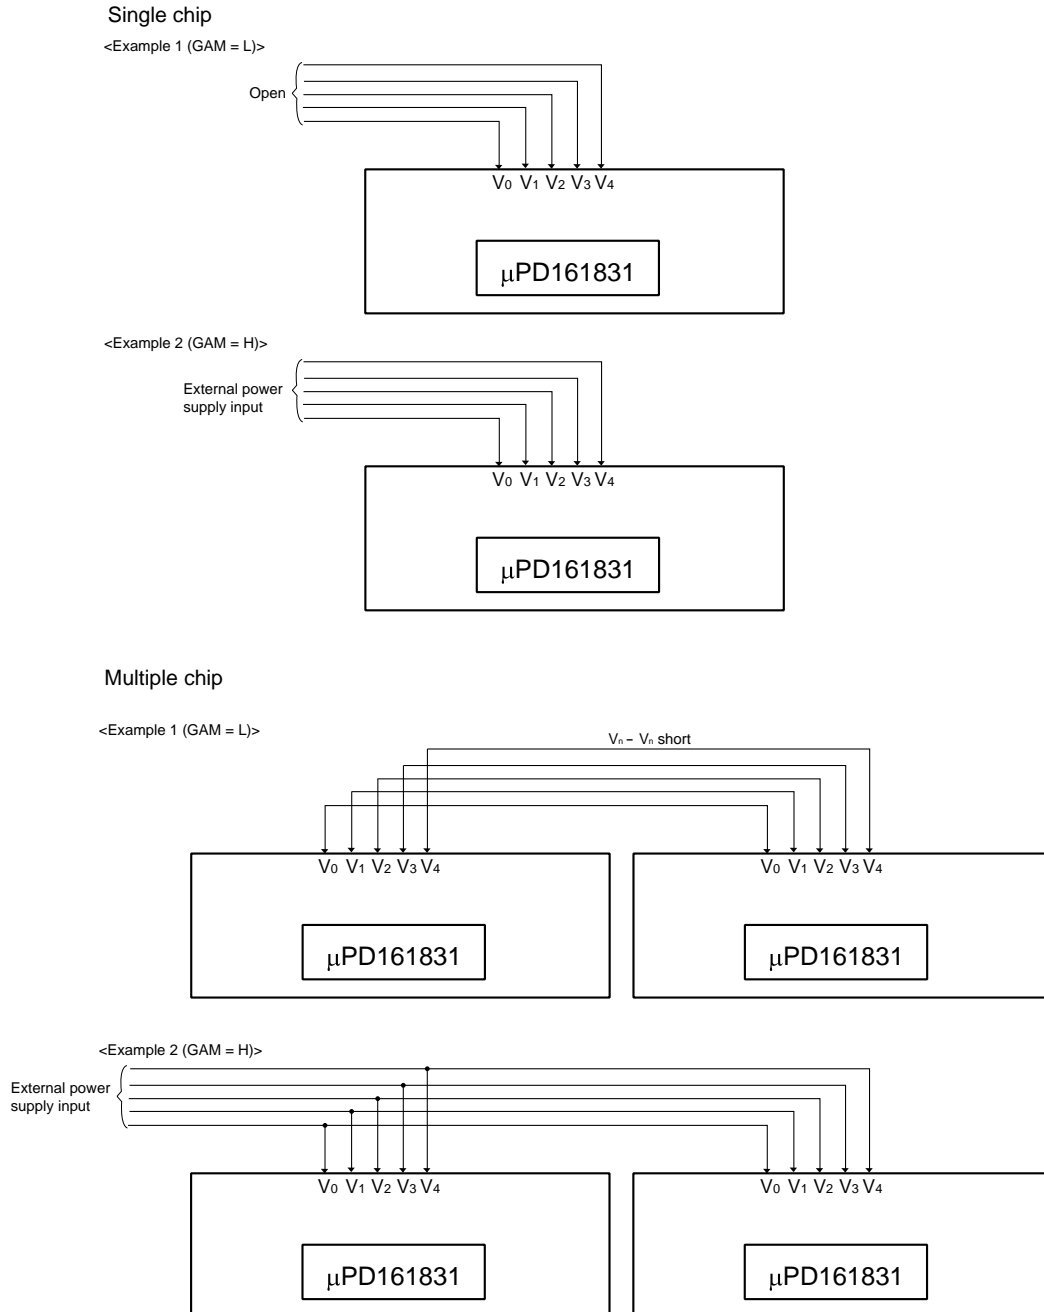 Single chip
<Example 1 (GAM = L)>
Open
V0 V1 V2 V3 V4
μPD161831
<Example 2 (GAM = H)>
External power
supply input
V0 V1 V2 V3 V4
μPD161831
Multiple chip
<Example 1 (GAM = L)>
Vn – Vn short
V0 V1 V2 V3 V4
V0 V1 V2 V3 V4
μPD161831
μPD161831
<Example 2 (GAM = H)>
External power
supply input
V0 V1 V2 V3 V4
V0 V1 V2 V3 V4
μPD161831
μPD161831